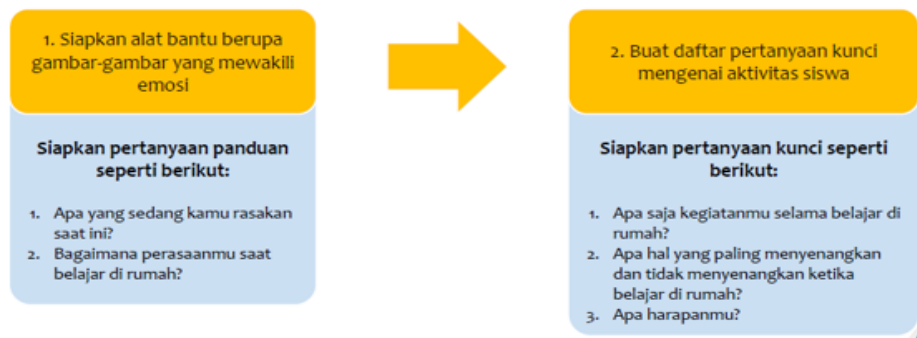 1. Siapkan alat bantu berupa
gambar-gambar yang mewakili
emosi
Siapkan pertanyaan panduan
seperti berikut:
1. Apa yang sedang kamu rasakan
saat ini?
2. Bagaimana perasaanmu saat
belajar di rumah?
2. Buat daftar pertanyaan kunci
mengenai aktivitas siswa
Siapkan pertanyaan kunci seperti
berikut:
1. Apa saja kegiatanmu selama belajar di
rumah?
2. Apa hal yang paling menyenangkan
dan tidak menyenangkan ketika
belajar di rumah?
3. Apa harapanmu?